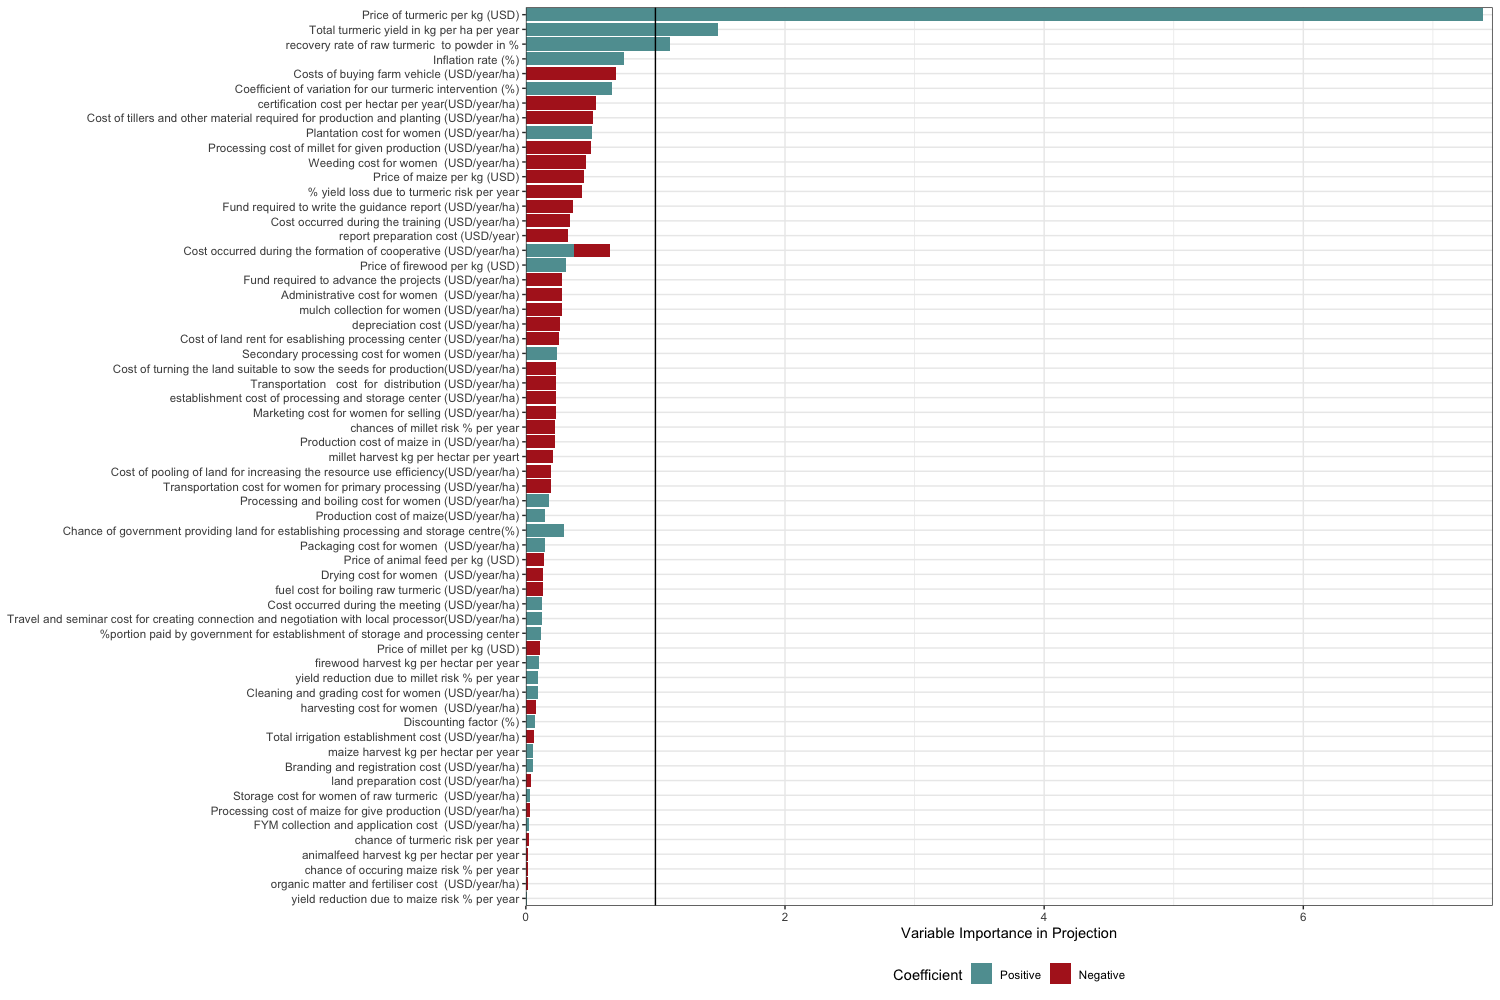 Price of turmeric per kg (USD)
Total turmeric yield in kg per ha per year
recovery rate of raw turmeric  to powder in %
Inflation rate (%)
Costs of buying farm vehicle (USD/year/ha)
Coefficient of variation for our turmeric intervention (%)
certification cost per hectar per year(USD/year/ha)
Cost of tillers and other material required for production and planting (USD/year/ha)
Plantation cost for women (USD/year/ha)
Processing cost of millet for given production (USD/year/ha)
Weeding cost for women  (USD/year/ha)
Price of maize per kg (USD)
% yield loss due to turmeric risk per year
Fund required to write the guidance report (USD/year/ha)
Cost occurred during the training (USD/year/ha)
report preparation cost (USD/year)
Cost occurred during the formation of cooperative (USD/year/ha)
Price of firewood per kg (USD)
Fund required to advance the projects (USD/year/ha)
Administrative cost for women  (USD/year/ha)
mulch collection for women (USD/year/ha)
depreciation cost (USD/year/ha)
Cost of land rent for esablishing processing center (USD/year/ha)
Secondary processing cost for women (USD/year/ha)
Cost of turning the land suitable to sow the seeds for production(USD/year/ha)
Transportation   cost  for  distribution (USD/year/ha)
establishment cost of processing and storage center (USD/year/ha)
Marketing cost for women for selling (USD/year/ha)
chances of millet risk % per year
Production cost of maize in (USD/year/ha)
millet harvest kg per hectar per yeart
Cost of pooling of land for increasing the resource use efficiency(USD/year/ha)
Transportation cost for women for primary processing (USD/year/ha)
Processing and boiling cost for women (USD/year/ha)
Production cost of maize(USD/year/ha)
Chance of government providing land for establishing processing and storage centre(%)
Packaging cost for women  (USD/year/ha)
Price of animal feed per kg (USD)
Drying cost for women  (USD/year/ha)
fuel cost for boiling raw turmeric (USD/year/ha)
Cost occurred during the meeting (USD/year/ha)
Travel and seminar cost for creating connection and negotiation with local processor(USD/year/ha)
%portion paid by government for establishment of storage and processing center
Price of millet per kg (USD)
firewood harvest kg per hectar per year
yield reduction due to millet risk % per year
Cleaning and grading cost for women (USD/year/ha)
harvesting cost for women  (USD/year/ha)
Discounting factor (%)
Total irrigation establishment cost (USD/year/ha)
maize harvest kg per hectar per year
Branding and registration cost (USD/year/ha)
land preparation cost (USD/year/ha)
Storage cost for women of raw turmeric  (USD/year/ha)
Processing cost of maize for give production (USD/year/ha)
FYM collection and application cost  (USD/year/ha)
chance of turmeric risk per year
animalfeed harvest kg per hectar per year
chance of occuring maize risk % per year
organic matter and fertiliser cost  (USD/year/ha)
yield reduction due to maize risk % per year
0 2 4 6
Variable Importance in Projection
Coefficient Positive Negative